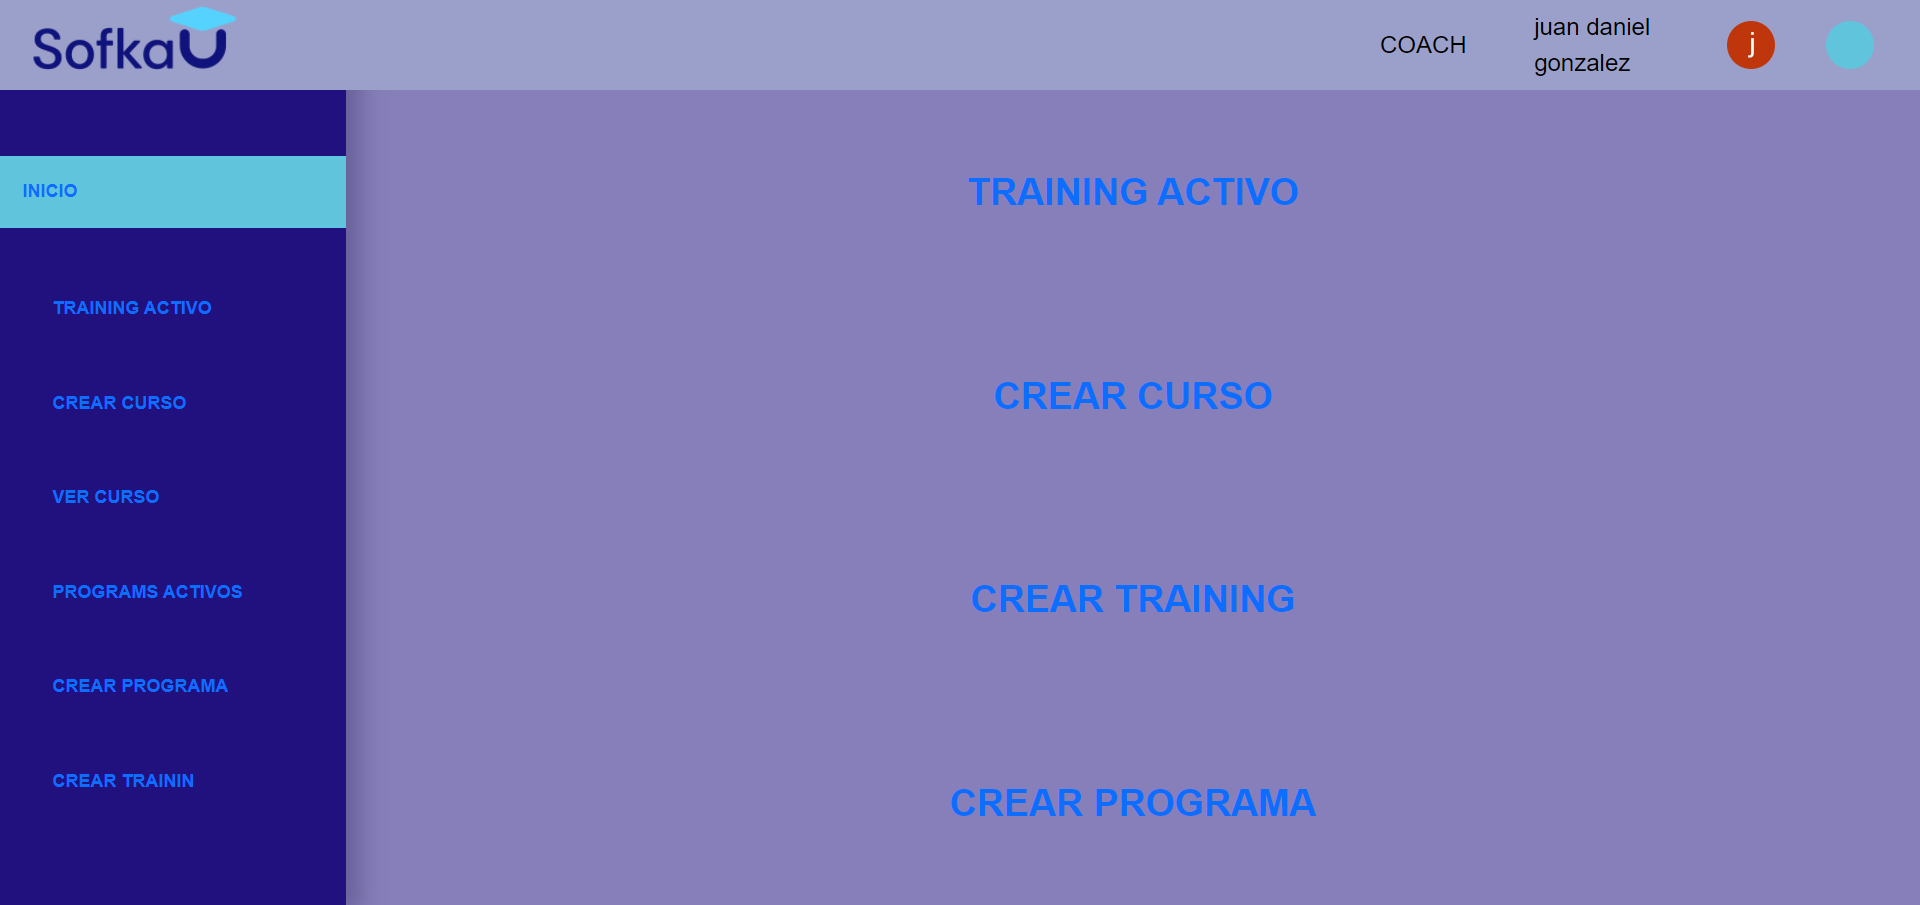 SofkaU
COACH
juan daniel
gonzalez
j
INICIO
TRAINING ACTIVO
CREAR CURSO
VER CURSO
PROGRAMS ACTIVOS
CREAR PROGRAMA
CREAR TRAININ
TRAINING ACTIVO
CREAR CURSO
CREAR TRAINING
CREAR PROGRAMA